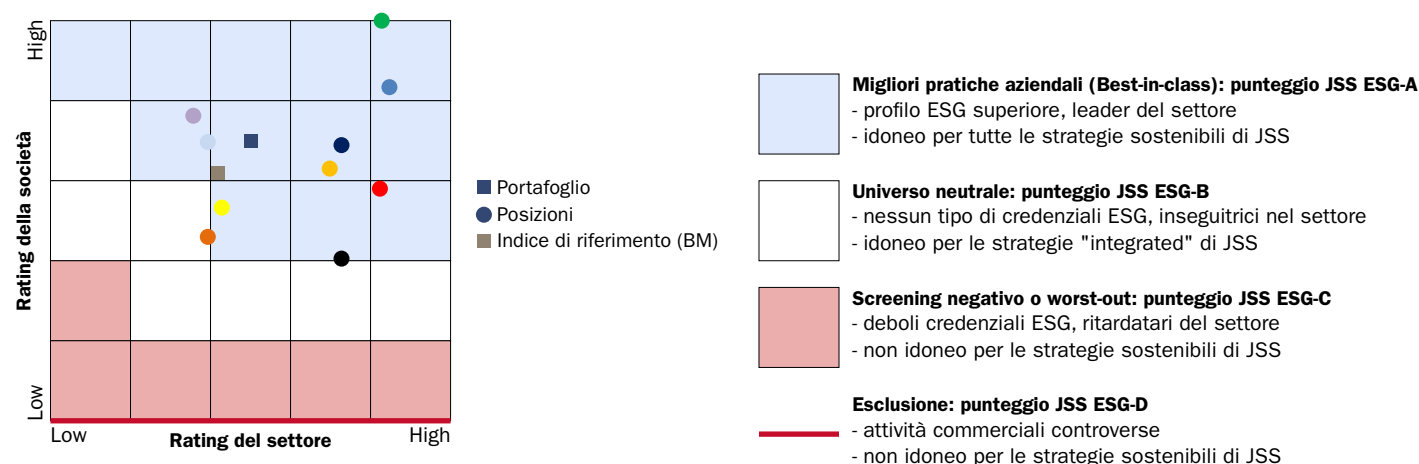 High
Rating della società
Low
Low
Rating del settore
High
Portafoglio
Posizioni
Indice di riferimento (BM)
Migliori pratiche aziendali (Best-in-class): punteggio JSS ESG-A
- profilo ESG superiore, leader del settore
- idoneo per tutte le strategie sostenibili di JSS
Universo neutrale: punteggio JSS ESG-B
- nessun tipo di credenziali ESG, inseguitrici nel settore
- idoneo per le strategie "integrated" di JSS
Screening negativo o worst-out: punteggio JSS ESG-C
- deboli credenziali ESG, ritardatari del settore
- non idoneo per le strategie sostenibili di JSS
Esclusione: punteggio JSS ESG-D
- attività commerciali controverse
- non idoneo per le strategie sostenibili di JSS